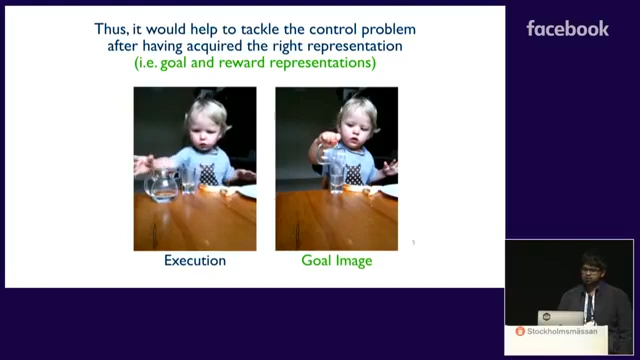 Thus, it would help to tackle the control problem
after having acquired the right representation
(i.e. goal and reward representations)
facebook
Execution
Goal Image
5
Stockholmsmässan